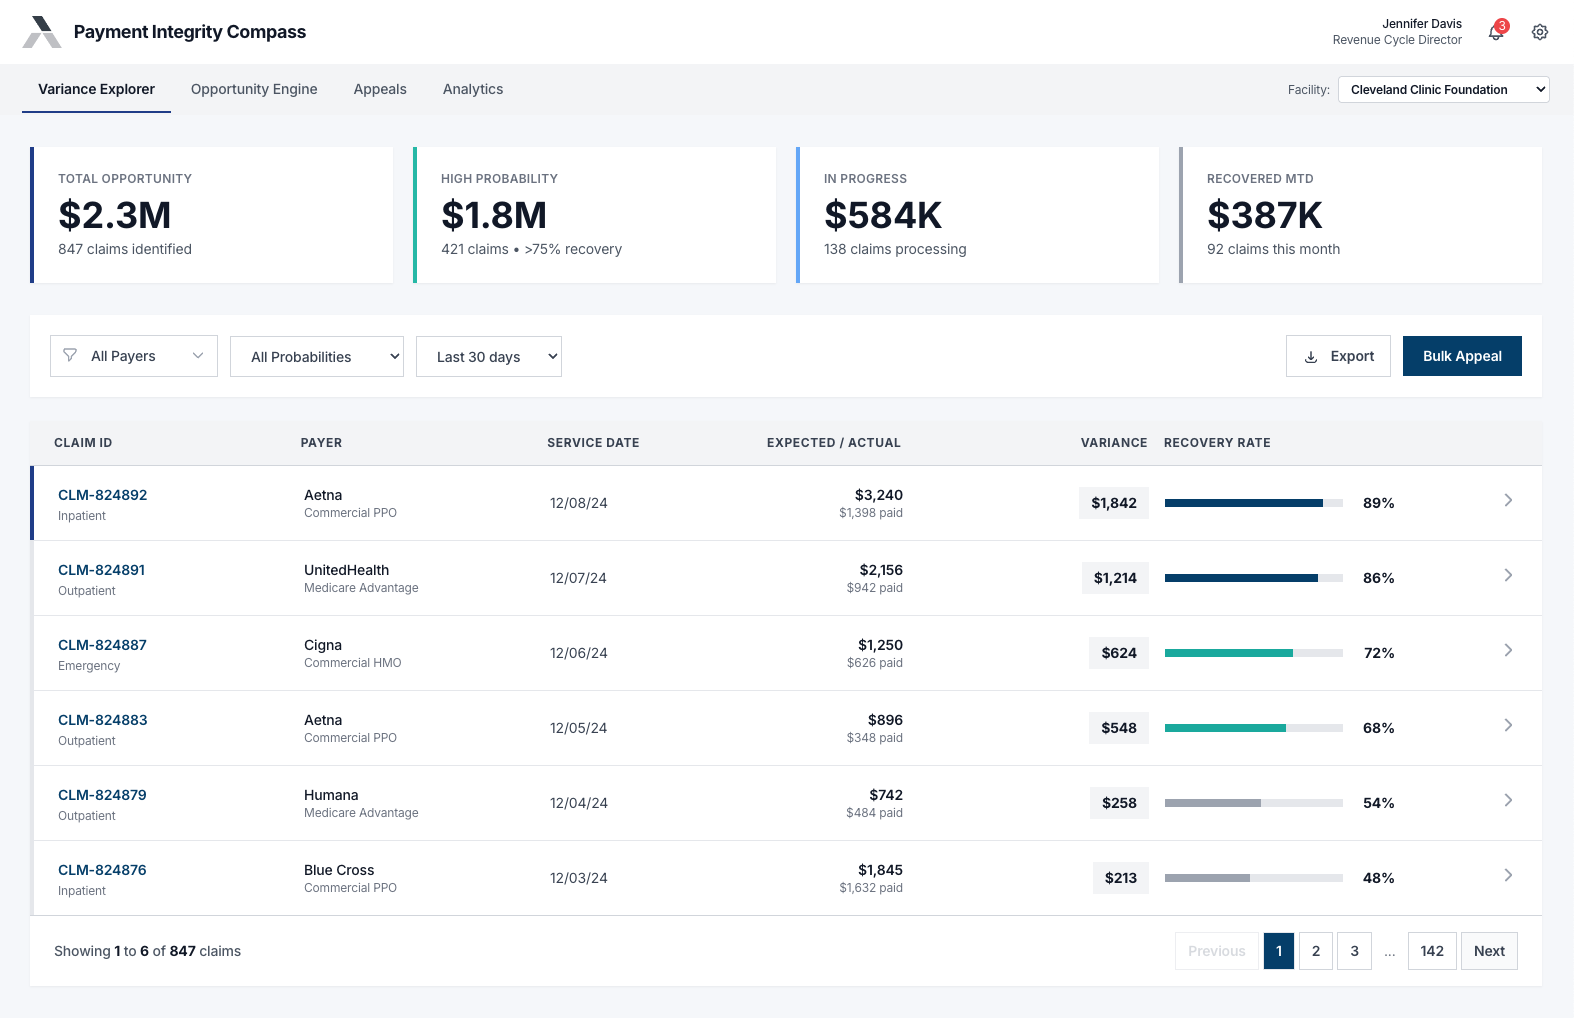 Payment Integrity Compass
Jennifer Davis
Revenue Cycle Director
3
Variance Explorer
Opportunity Engine
Appeals
Analytics
Facility:
Cleveland Clinic Foundation
TOTAL OPPORTUNITY
$2.3M
847 claims identified
HIGH PROBABILITY
$1.8M
421 claims • >75% recovery
IN PROGRESS
$584K
138 claims processing
RECOVERED MTD
$387K
92 claims this month
All Payers
All Probabilities
Last 30 days
Export
Bulk Appeal
CLAIM ID
PAYER
SERVICE DATE
EXPECTED / ACTUAL
VARIANCE
RECOVERY RATE
CLM-824892
Inpatient
Aetna
Commercial PPO
12/08/24
$3,240
$1,398 paid
$1,842
89%
CLM-824891
Outpatient
UnitedHealth
Medicare Advantage
12/07/24
$2,156
$942 paid
$1,214
86%
CLM-824887
Emergency
Cigna
Commercial HMO
12/06/24
$1,250
$626 paid
$624
72%
CLM-824883
Outpatient
Aetna
Commercial PPO
12/05/24
$896
$348 paid
$548
68%
CLM-824879
Outpatient
Humana
Medicare Advantage
12/04/24
$742
$484 paid
$258
54%
CLM-824876
Inpatient
Blue Cross
Commercial PPO
12/03/24
$1,845
$1,632 paid
$213
48%
Showing 1 to 6 of 847 claims
Previous
1
2
3
...
142
Next